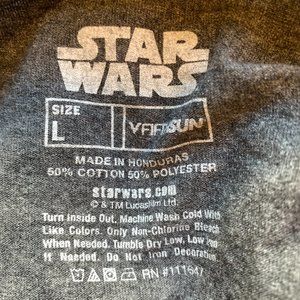 STAR
WARS
SIZE
L
MADE IN HONDURAS
50% COTTON 50% POLYESTER
starwars.com
© & TM Lucasfilm Ltd.
Turn Inside Out, Machine Wash Cold With
Like Colors. Only Non-Chlorine Bleach
When Needed. Tumble Dry Low, Low Iron
If Needed. Do Not Iron Decoration.
RN #111647